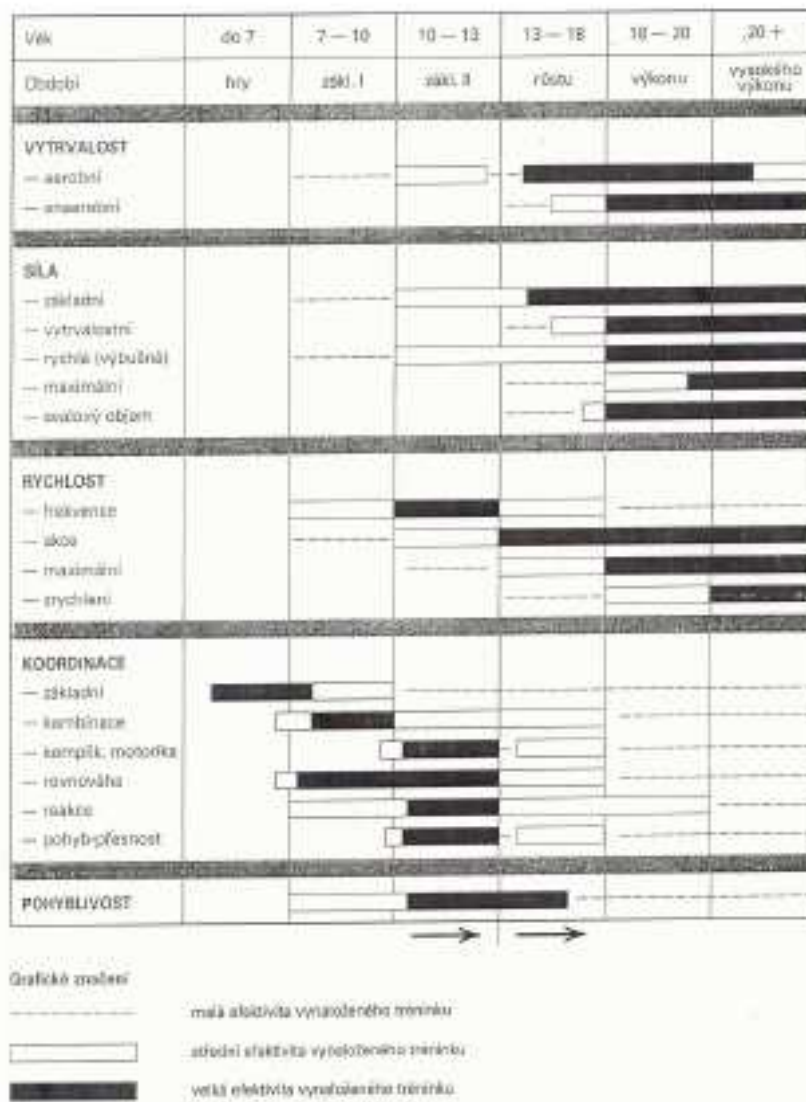 Věk do 7 7 — 10 10 — 13 13 — 18 18 — 20 20 +
Období hry zákl. I zákl. II růstu výkonu vysokého výkonu
VYTRVALOST
— aerobní
— anaerobní
SÍLA
— základní
— vytrvalostní
— rychlá (výbušná)
— maximální
— svalový objem
RYCHLOST
— frekvence
— akce
— maximální
— zrychlení
KOORDINACE
— základní
— kombinace
— komplik. motorika
— rovnováha
— reakce
— pohyb-přesnost
POHYBLIVOST
Grafické značení
malá efektivita vynaloženého tréninku
střední efektivita vynaloženého tréninku
velká efektivita vynaloženého tréninku